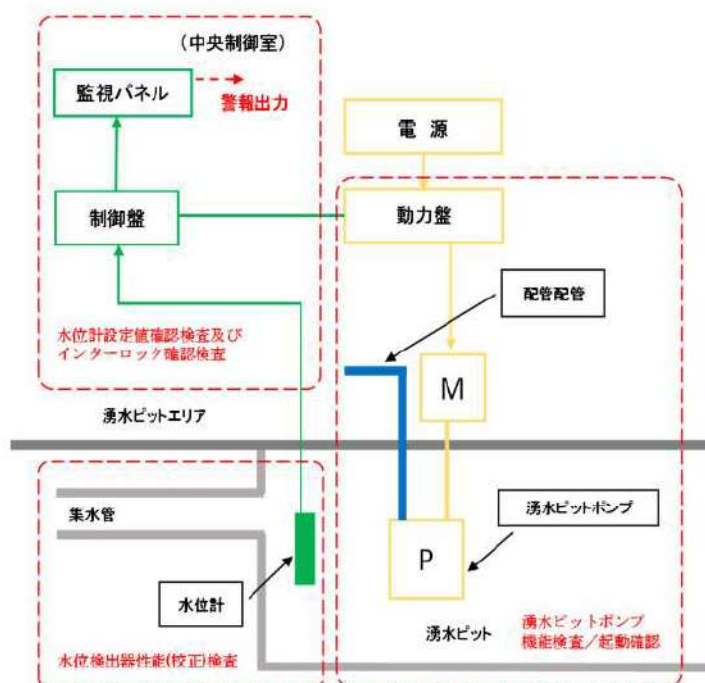 （中央制御室）
監視パネル
警報出力
電 源
制御盤
動力盤
配管配管
水位計設定値確認検査及び
インターロック確認検査
M
湧水ピットエリア
集水管
湧水ピットポンプ
P
水位計
湧水ピット
湧水ピットポンプ
機能検査／起動確認
水位検出器性能(校正)検査